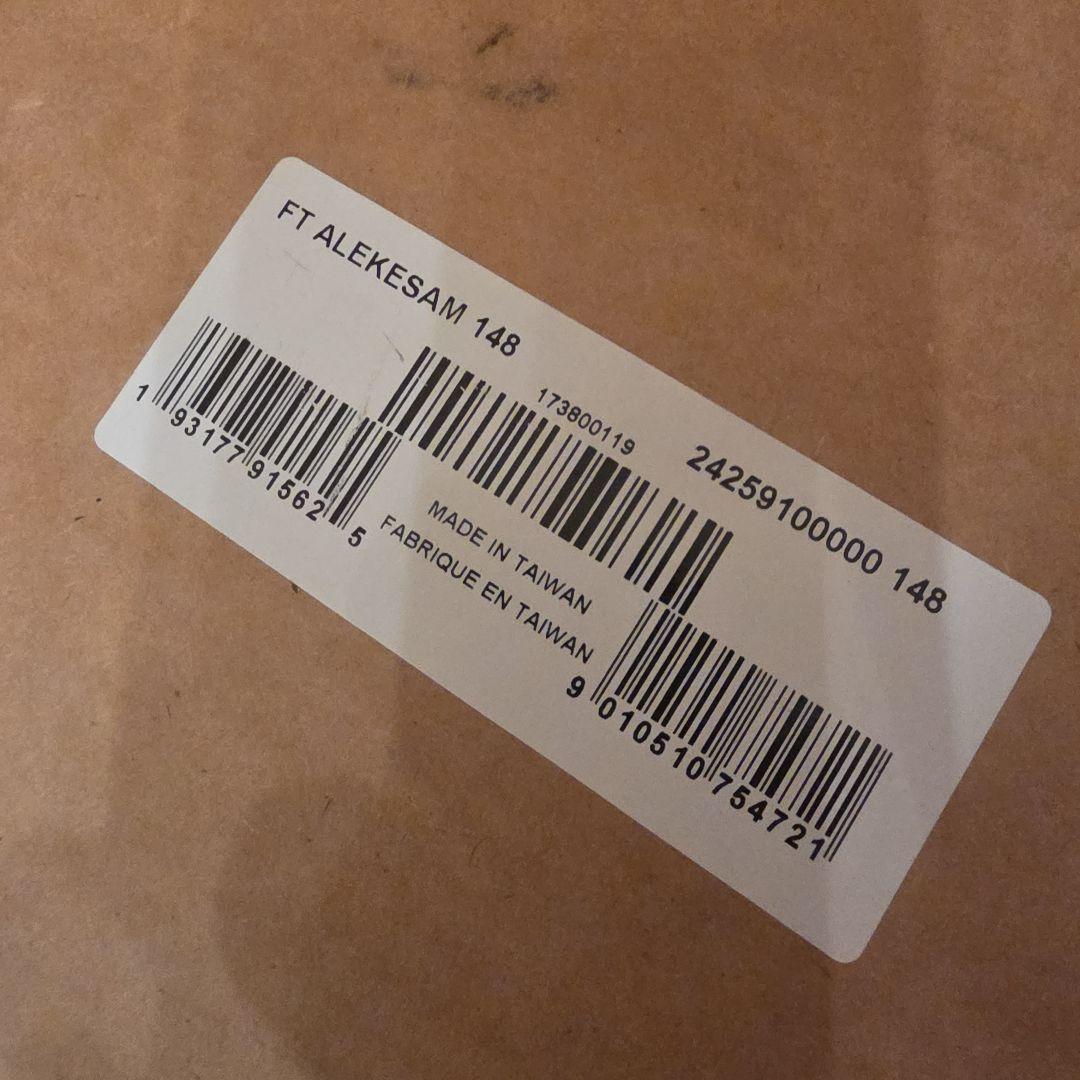 FT ALEKESAM 148
173800119
24259100000 148
1 93177 91562 5
MADE IN TAIWAN
FABRIQUE EN TAIWAN
9 010510 754721